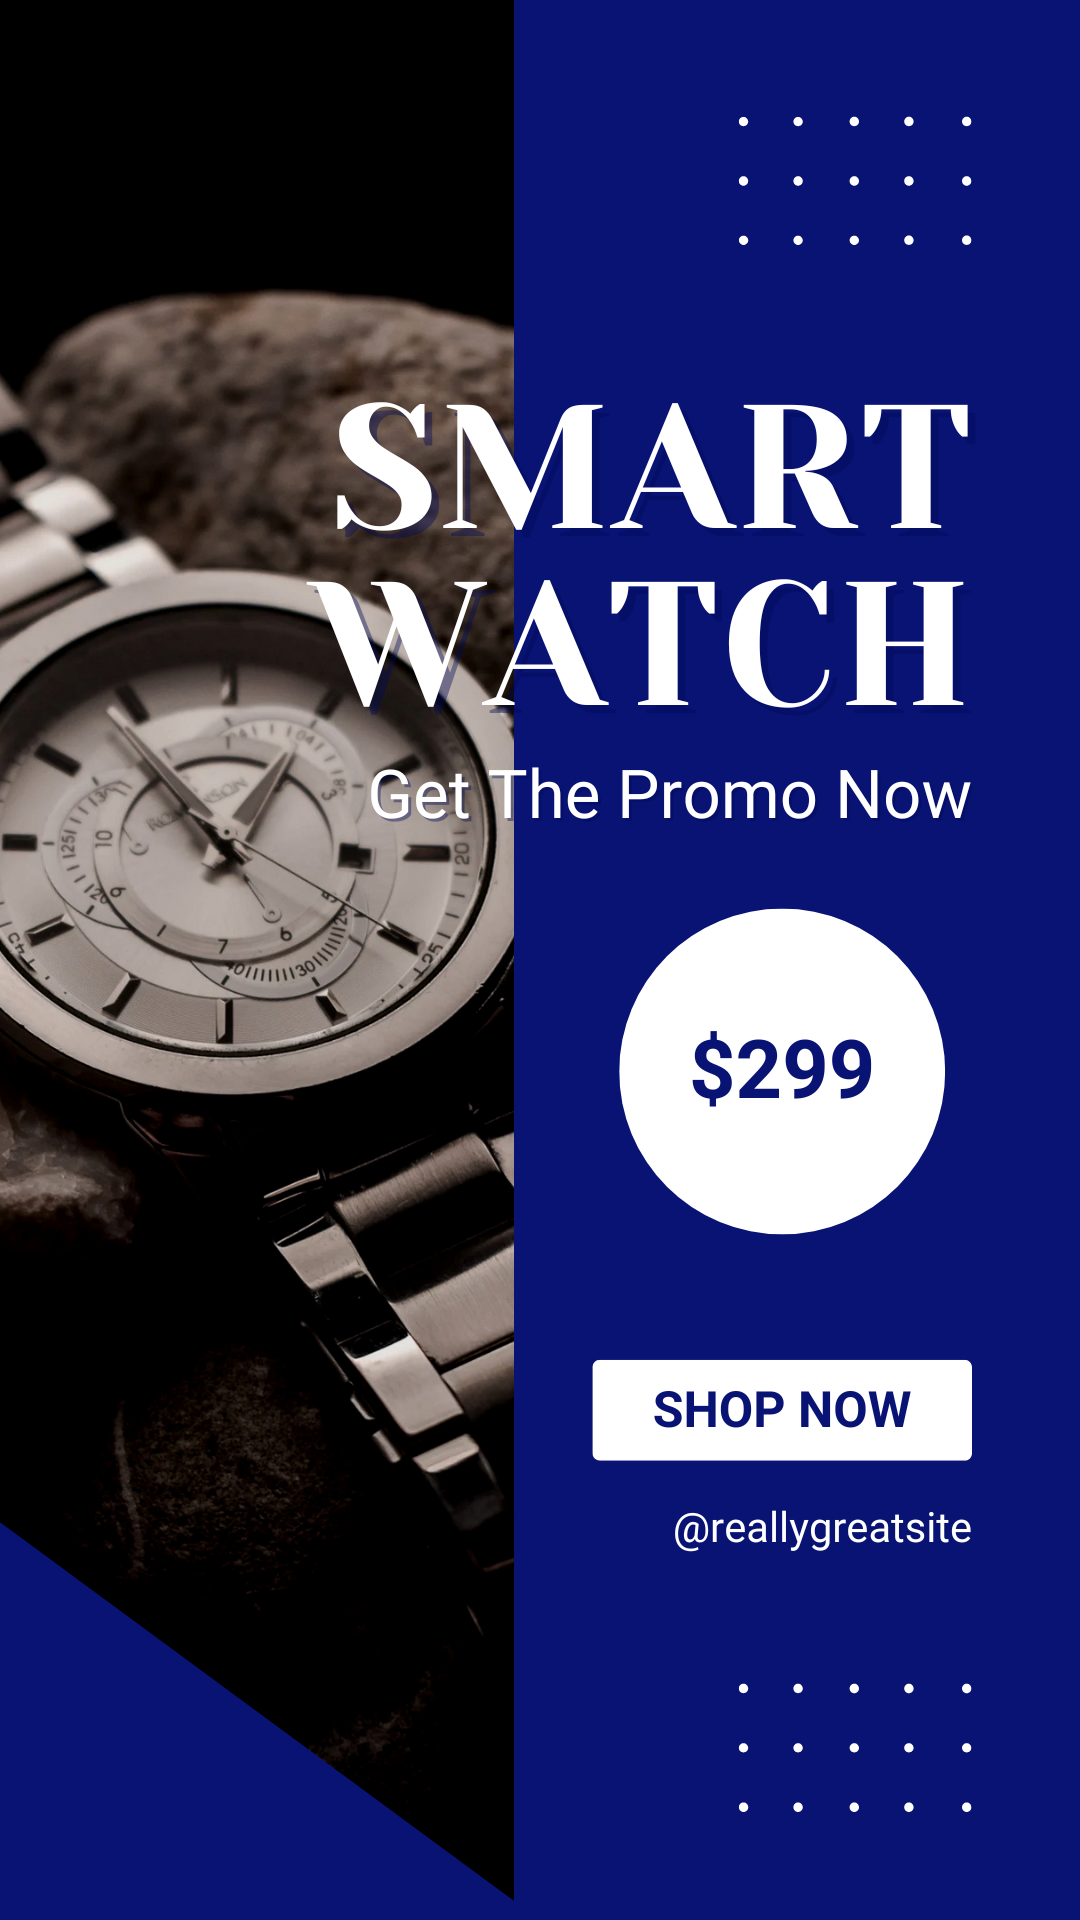 SMART
WATCH
Get The Promo Now
$299
SHOP NOW
@reallygreatsite